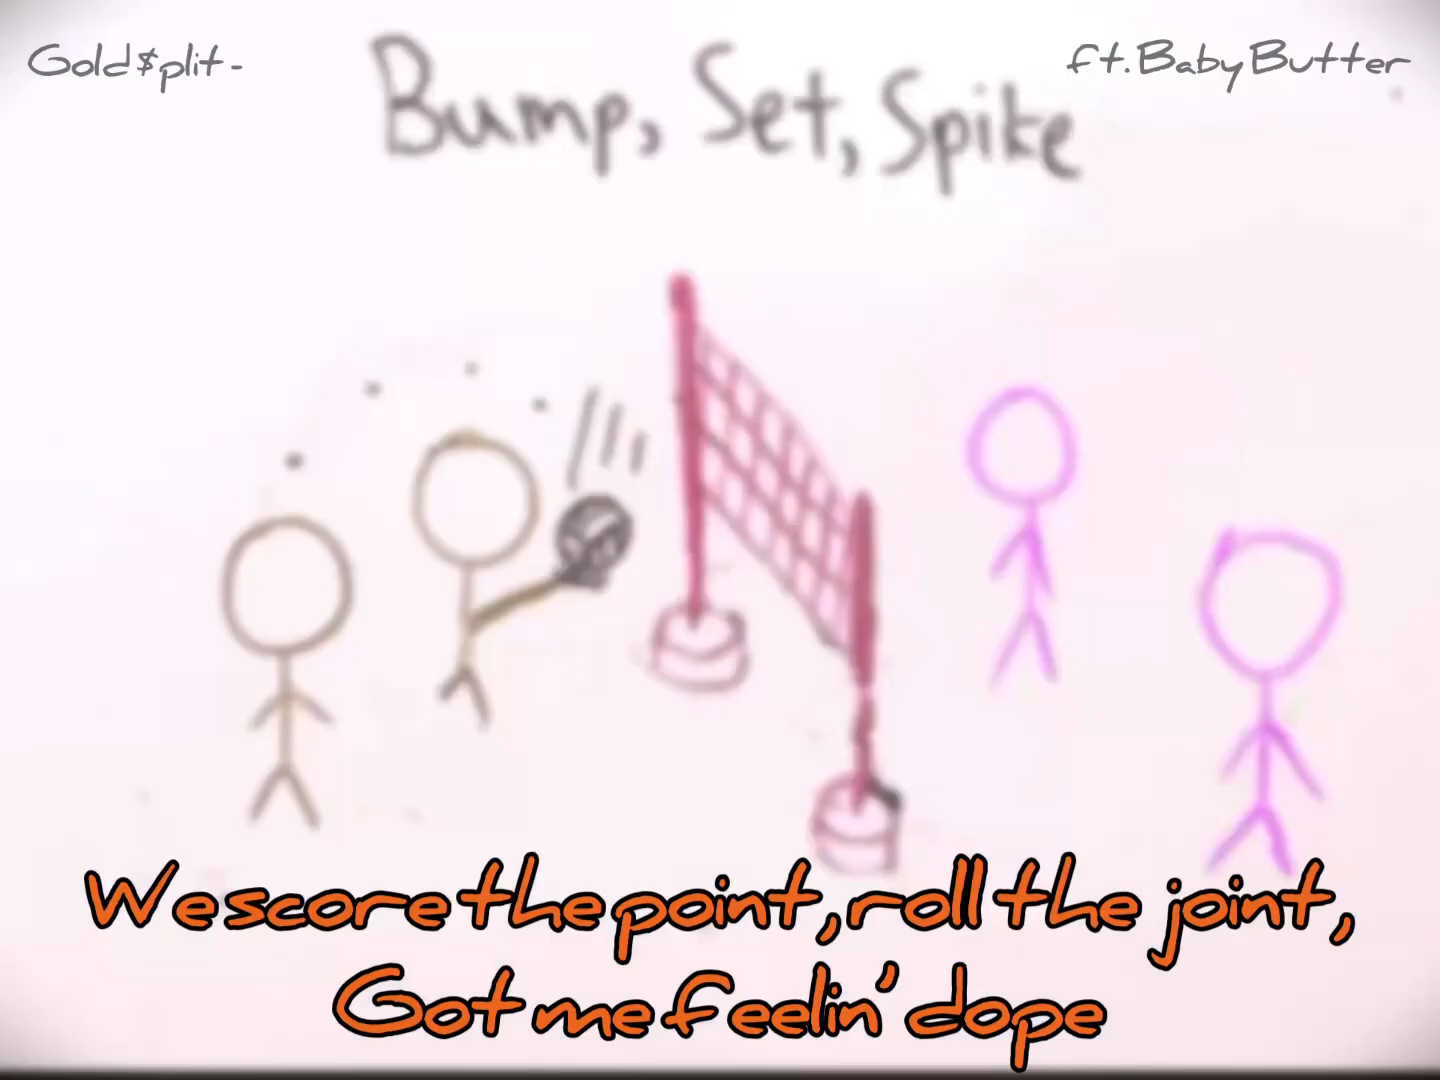 Gold$plit-
ft. BabyButter
Bump, Set, Spike
We score the point, roll the joint,
Got me feelin' dope